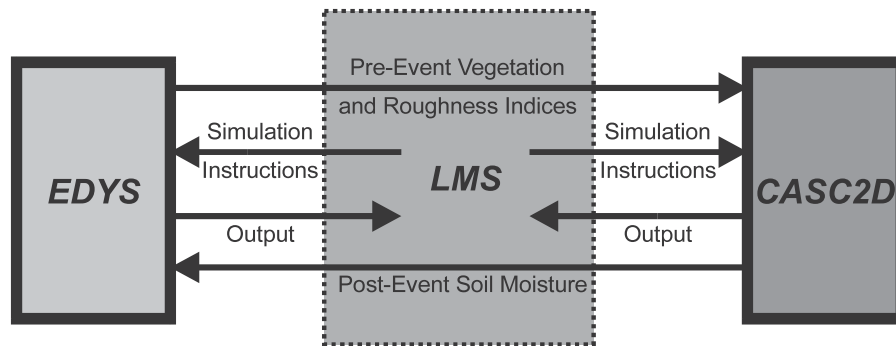 Pre-Event Vegetation
and Roughness Indices
Simulation
Instructions
Simulation
Instructions
EDYS
LMS
CASC2D
Output
Output
Post-Event Soil Moisture